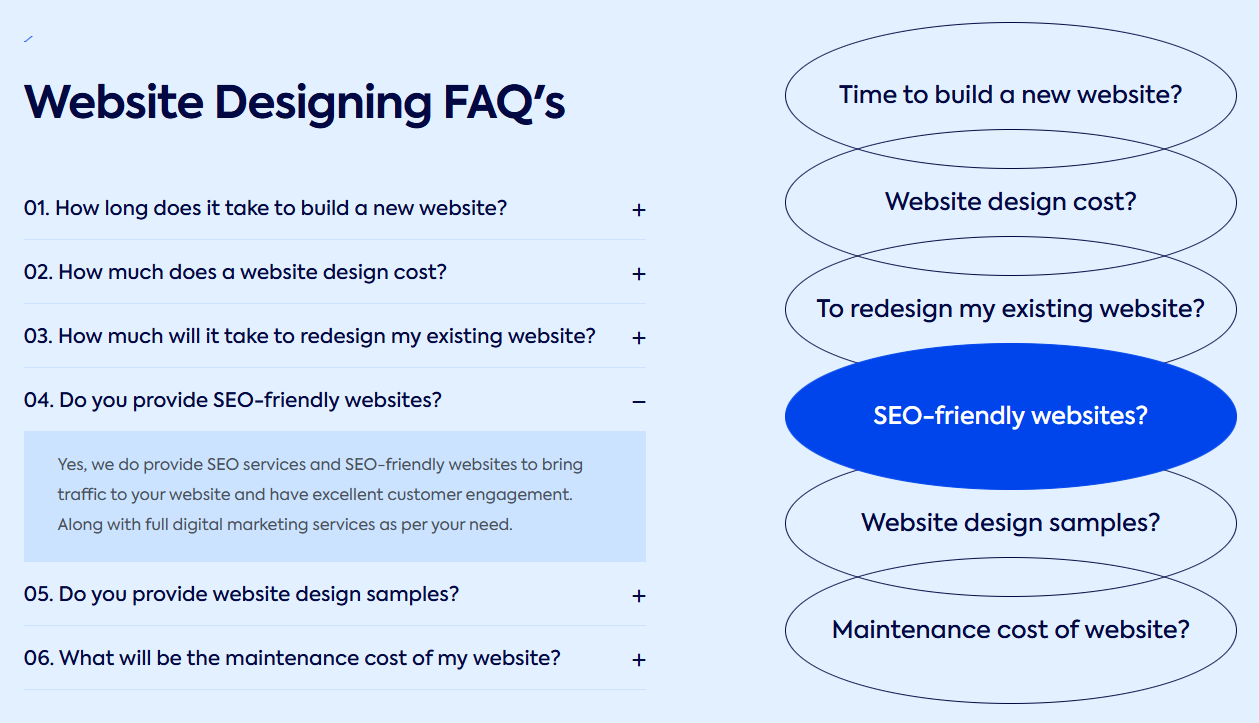 Website Designing FAQ's
01. How long does it take to build a new website?
02. How much does a website design cost?
03. How much will it take to redesign my existing website?
04. Do you provide SEO-friendly websites?
Yes, we do provide SEO services and SEO-friendly websites to bring
traffic to your website and have excellent customer engagement.
Along with full digital marketing services as per your need.
05. Do you provide website design samples?
06. What will be the maintenance cost of my website?
Time to build a new website?
Website design cost?
To redesign my existing website?
SEO-friendly websites?
Website design samples?
Maintenance cost of website?